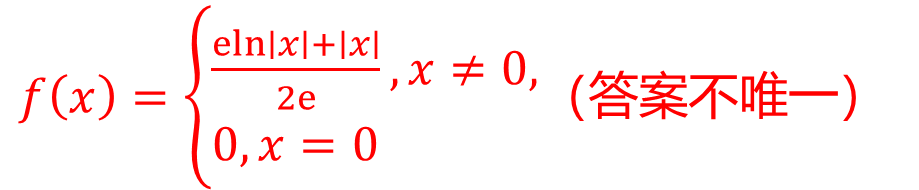 f(x) = { (eln|x|+|x|)/(2e), x ≠ 0, (答案不唯一)
0, x = 0